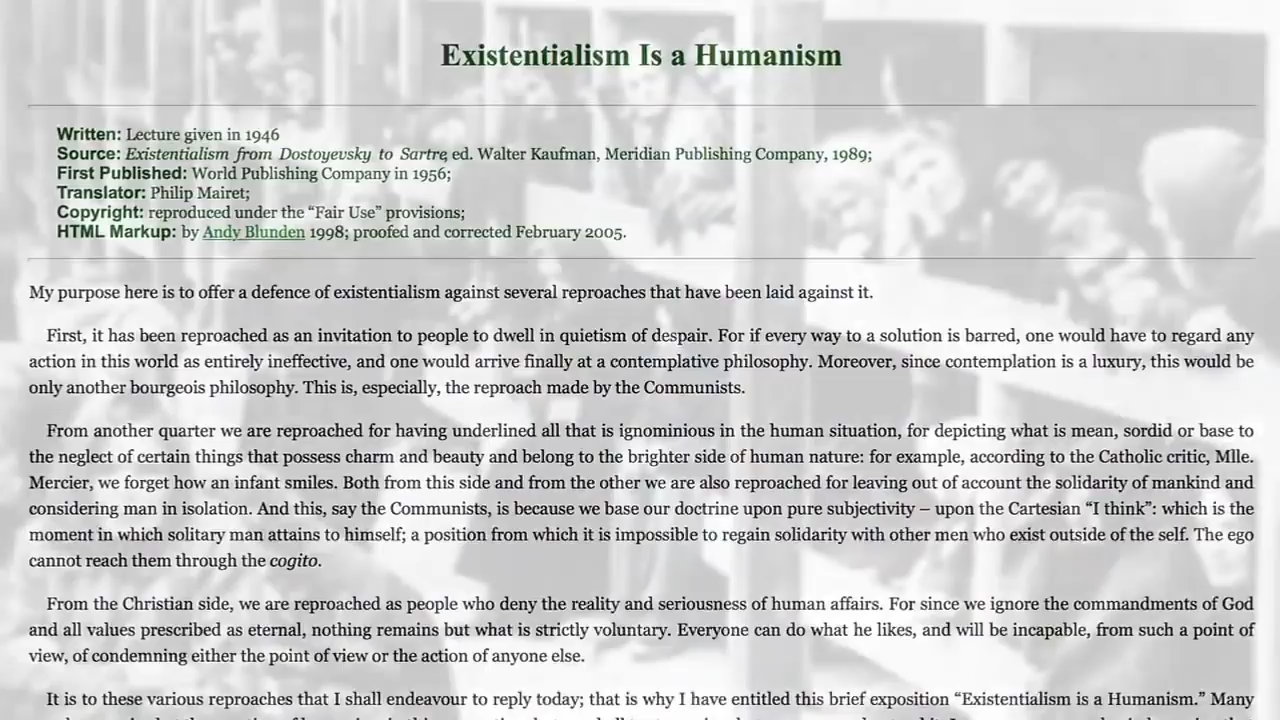 Existentialism Is a Humanism
Written: Lecture given in 1946
Source: Existentialism from Dostoyevsky to Sartre, ed. Walter Kaufman, Meridian Publishing Company, 1989;
First Published: World Publishing Company in 1956;
Translator: Philip Mairet;
Copyright: reproduced under the “Fair Use” provisions;
HTML Markup: by Andy Blunden 1998; proofed and corrected February 2005.
My purpose here is to offer a defence of existentialism against several reproaches that have been laid against it.
First, it has been reproached as an invitation to people to dwell in quietism of despair. For if every way to a solution is barred, one would have to regard any
action in this world as entirely ineffective, and one would arrive finally at a contemplative philosophy. Moreover, since contemplation is a luxury, this would be
only another bourgeois philosophy. This is, especially, the reproach made by the Communists.
From another quarter we are reproached for having underlined all that is ignominious in the human situation, for depicting what is mean, sordid or base to
the neglect of certain things that possess charm and beauty and belong to the brighter side of human nature: for example, according to the Catholic critic, Mlle.
Mercier, we forget how an infant smiles. Both from this side and from the other we are also reproached for leaving out of account the solidarity of mankind and
considering man in isolation. And this, say the Communists, is because we base our doctrine upon pure subjectivity – upon the Cartesian “I think”: which is the
moment in which solitary man attains to himself; a position from which it is impossible to regain solidarity with other men who exist outside of the self. The ego
cannot reach them through the cogito.
From the Christian side, we are reproached as people who deny the reality and seriousness of human affairs. For since we ignore the commandments of God
and all values prescribed as eternal, nothing remains but what is strictly voluntary. Everyone can do what he likes, and will be incapable, from such a point of
view, of condemning either the point of view or the action of anyone else.
It is to these various reproaches that I shall endeavour to reply today; that is why I have entitled this brief exposition “Existentialism is a Humanism.” Many